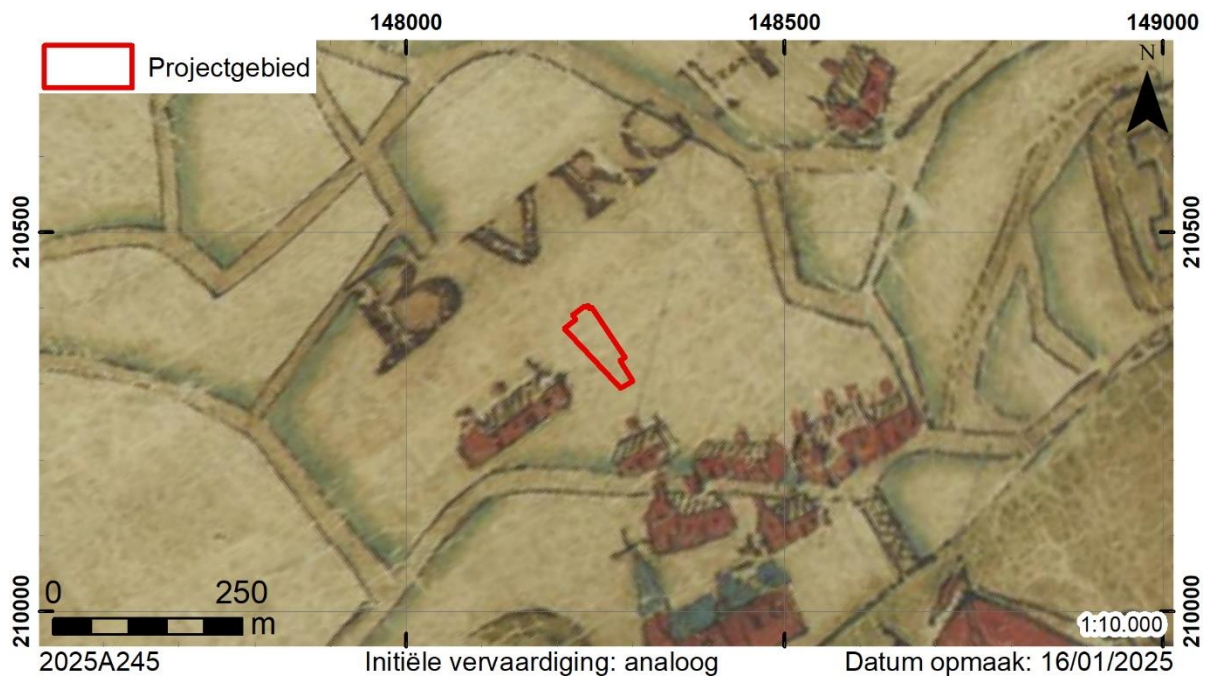 148000 148500 149000
Projectgebied
N
BVRG
210500 210500
0 250
m
210000 210000
1:10.000
2025A245 Initiële vervaardiging: analoog Datum opmaak: 16/01/2025